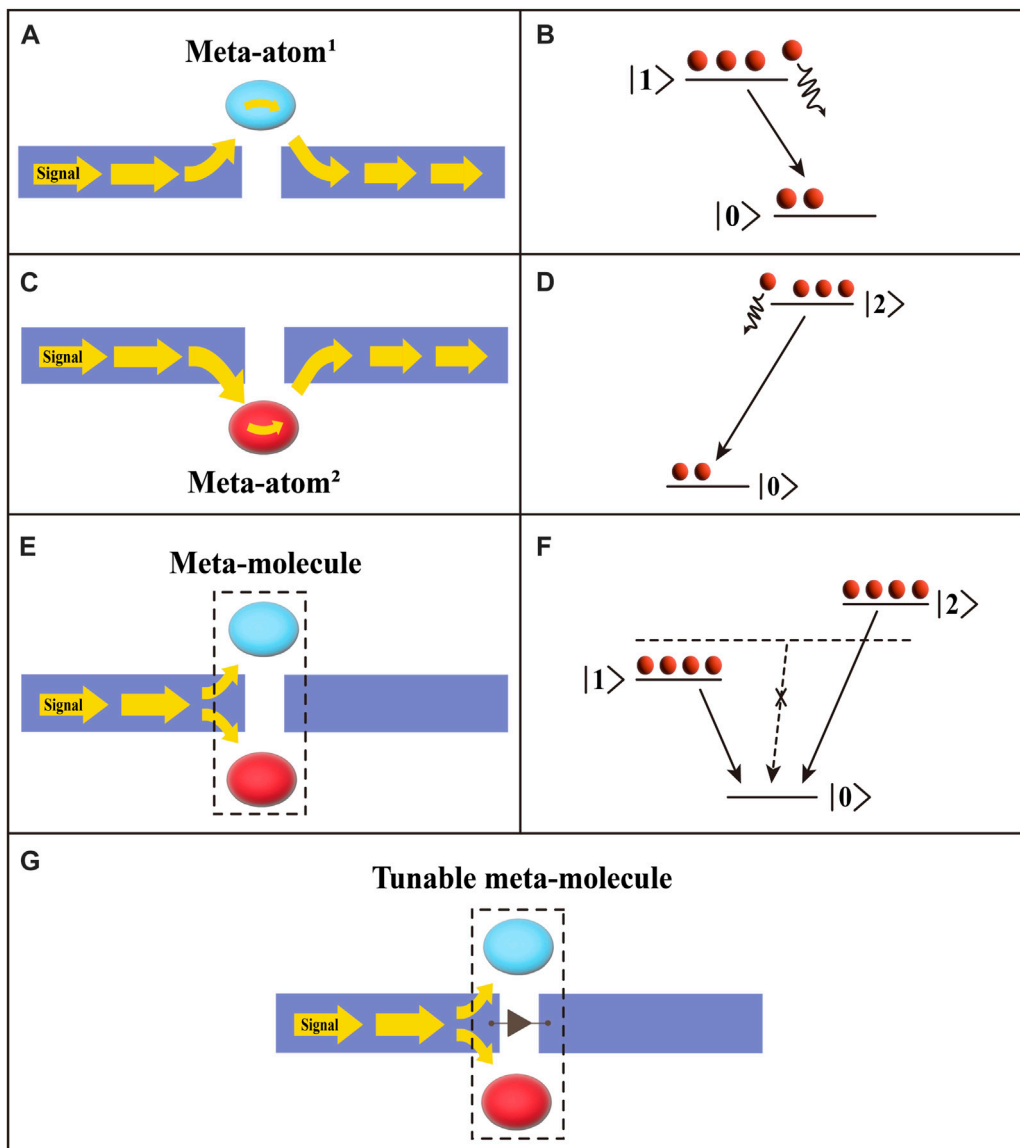 A
Meta-atom¹
Signal
B
|1>
|0>
C
Signal
Meta-atom²
D
|2>
|0>
E
Meta-molecule
Signal
F
|2>
|1>
|0>
G
Tunable meta-molecule
Signal